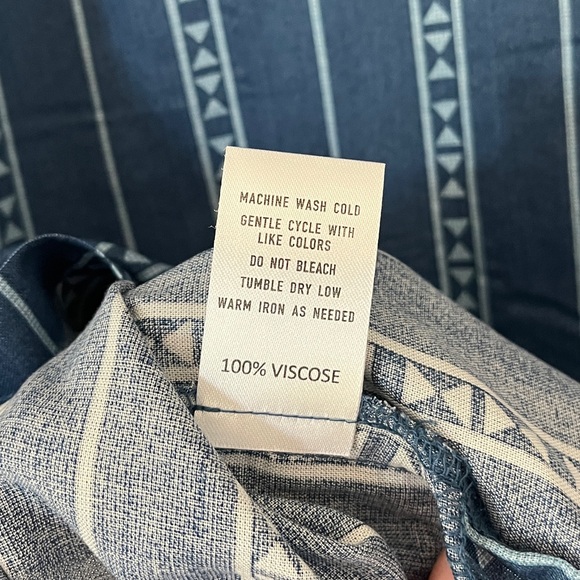 MACHINE WASH COLD
GENTLE CYCLE WITH
LIKE COLORS
DO NOT BLEACH
TUMBLE DRY LOW
WARM IRON AS NEEDED
100% VISCOSE